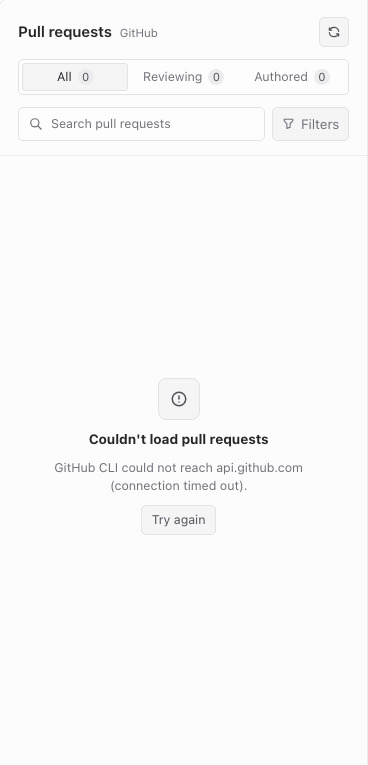 Pull requests GitHub
All 0 Reviewing 0 Authored 0
Search pull requests Filters
Couldn't load pull requests
GitHub CLI could not reach api.github.com
(connection timed out).
Try again